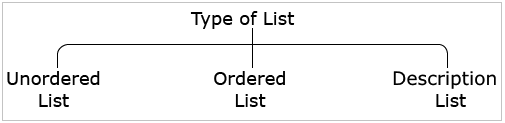 Type of List
Unordered
List
Ordered
List
Description
List